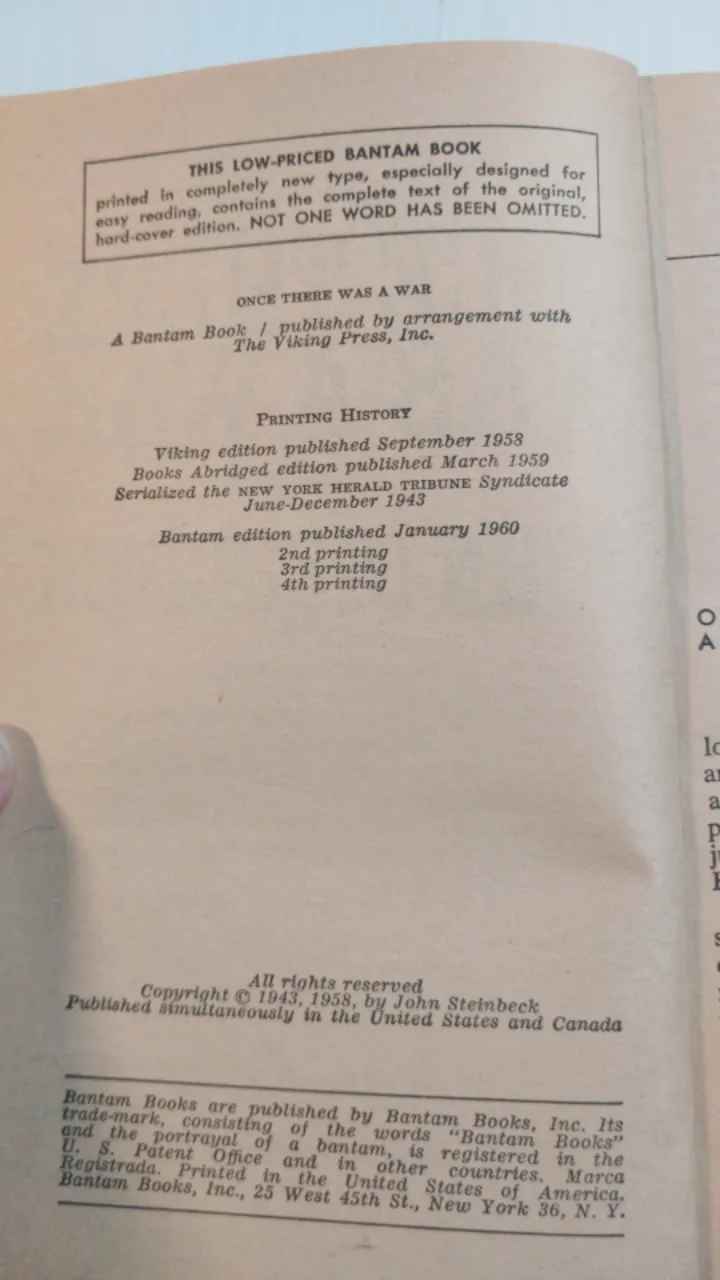 THIS LOW-PRICED BANTAM BOOK
printed in completely new type, especially designed for
easy reading, contains the complete text of the original,
hard-cover edition. NOT ONE WORD HAS BEEN OMITTED.
ONCE THERE WAS A WAR
A Bantam Book / published by arrangement with
The Viking Press, Inc.
PRINTING HISTORY
Viking edition published September 1958
Books Abridged edition published March 1959
Serialized the NEW YORK HERALD TRIBUNE Syndicate
June-December 1943
Bantam edition published January 1960
2nd printing
3rd printing
4th printing
All rights reserved
Copyright © 1943, 1958, by John Steinbeck
Published simultaneously in the United States and Canada
Bantam Books are published by Bantam Books, Inc. Its
trade-mark, consisting of the words "Bantam Books"
and the portrayal of a bantam, is registered in the
U. S. Patent Office and in other countries. Marca
Registrada. Printed in the United States of America.
Bantam Books, Inc., 25 West 45th St., New York 36, N. Y.